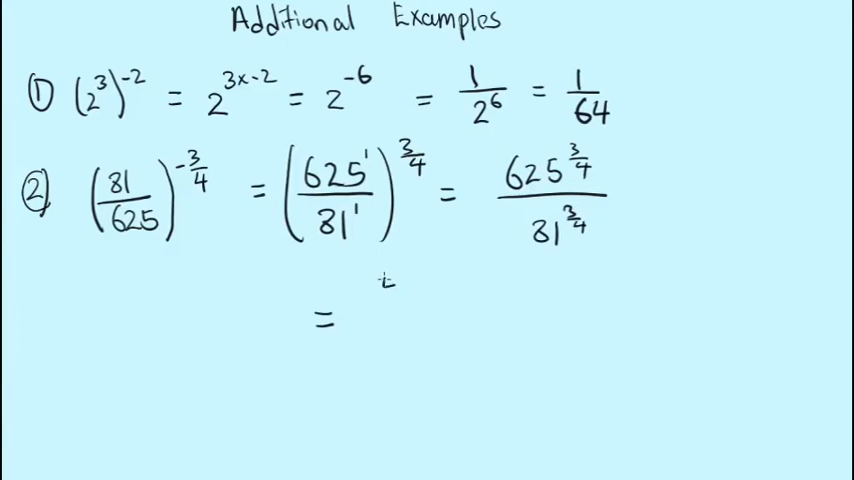 Additional Examples
① (2^3)^-2 = 2^3x-2 = 2^-6 = 1/2^6 = 1/64
② (81/625)^-3/4 = (625^1/81^1)^3/4 = 625^3/4/81^3/4
=